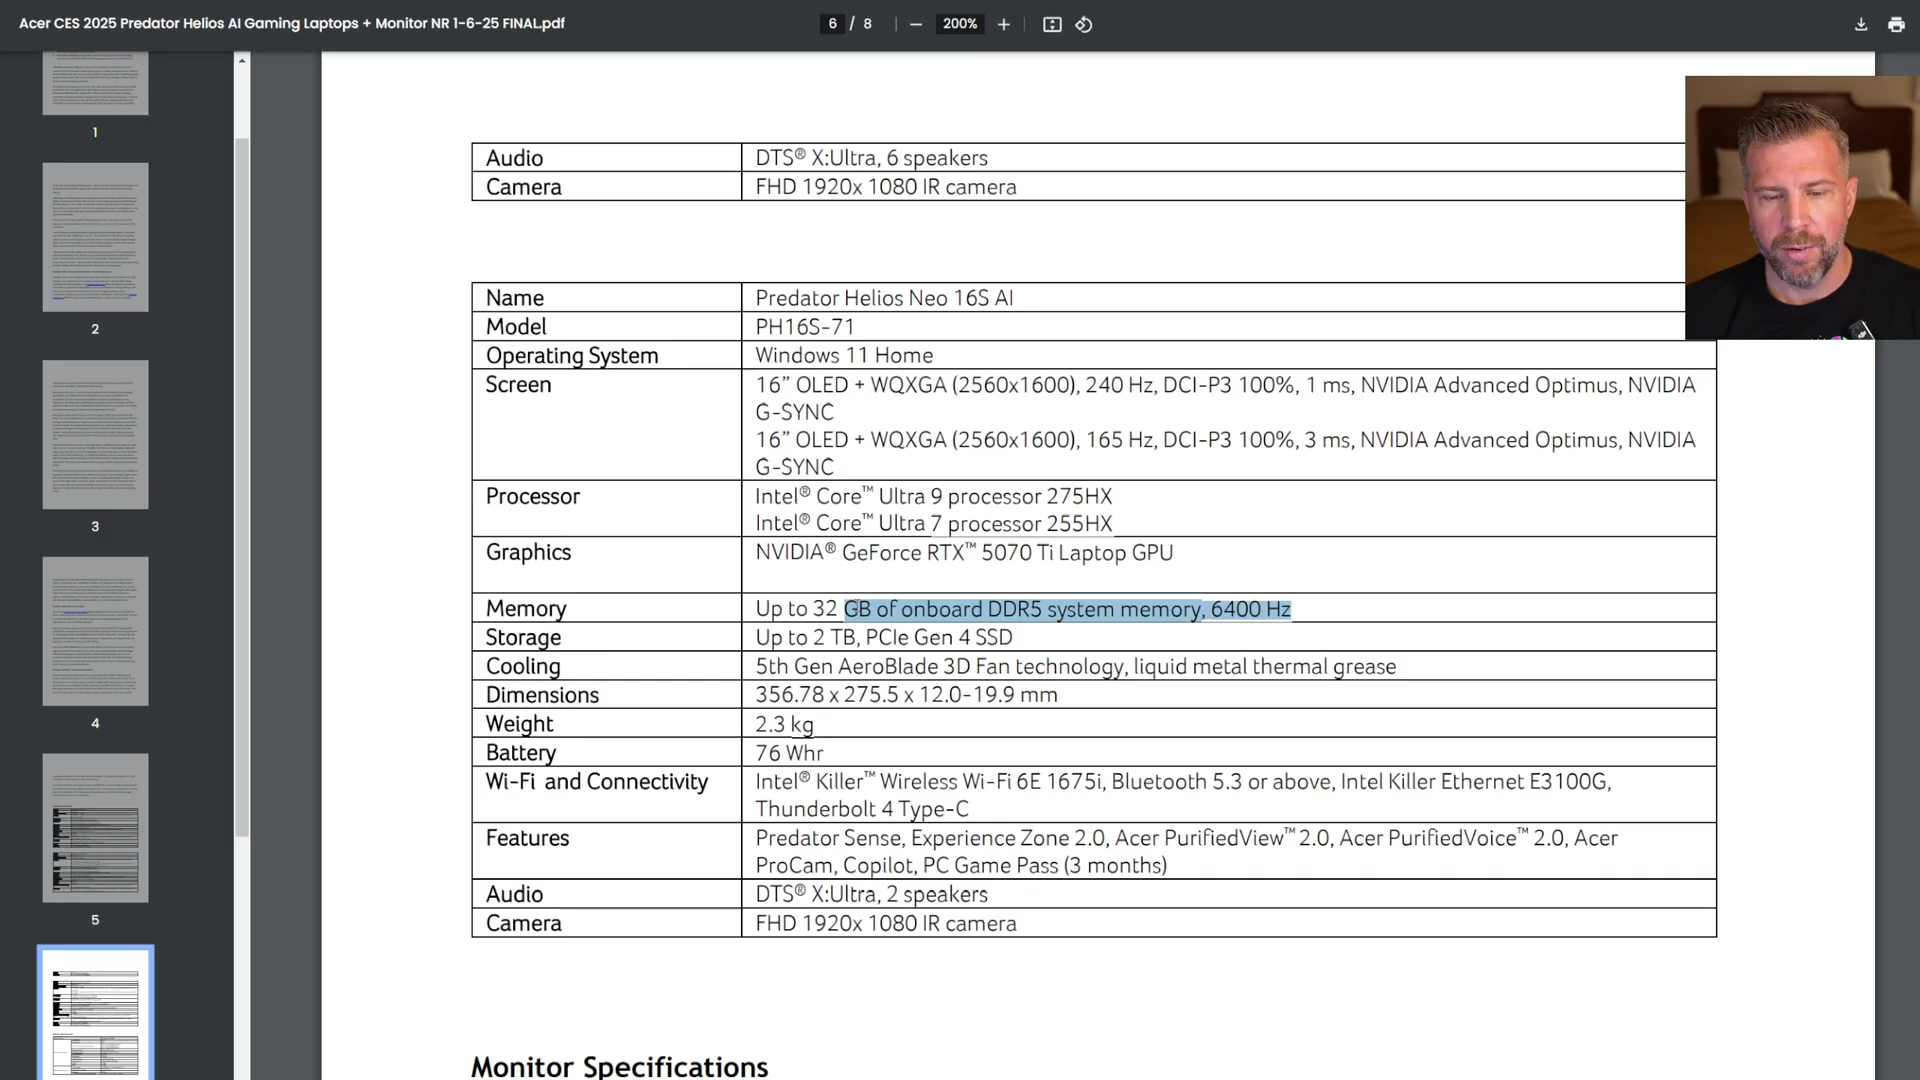 Acer CES 2025 Predator Helios AI Gaming Laptops + Monitor NR 1-6-25 FINAL.pdf
6 / 8
200%
1
2
3
4
5
Audio DTS® X:Ultra, 6 speakers
Camera FHD 1920x 1080 IR camera
Name Predator Helios Neo 16S AI
Model PH16S-71
Operating System Windows 11 Home
Screen 16” OLED + WQXGA (2560x1600), 240 Hz, DCI-P3 100%, 1 ms, NVIDIA Advanced Optimus, NVIDIA
G-SYNC
16” OLED + WQXGA (2560x1600), 165 Hz, DCI-P3 100%, 3 ms, NVIDIA Advanced Optimus, NVIDIA
G-SYNC
Processor Intel® Core™ Ultra 9 processor 275HX
Intel® Core™ Ultra 7 processor 255HX
Graphics NVIDIA® GeForce RTX™ 5070 Ti Laptop GPU
Memory Up to 32 GB of onboard DDR5 system memory, 6400 Hz
Storage Up to 2 TB, PCIe Gen 4 SSD
Cooling 5th Gen AeroBlade 3D Fan technology, liquid metal thermal grease
Dimensions 356.78 x 275.5 x 12.0-19.9 mm
Weight 2.3 kg
Battery 76 Whr
Wi-Fi and Connectivity Intel® Killer™ Wireless Wi-Fi 6E 1675i, Bluetooth 5.3 or above, Intel Killer Ethernet E3100G,
Thunderbolt 4 Type-C
Features Predator Sense, Experience Zone 2.0, Acer PurifiedView™ 2.0, Acer PurifiedVoice™ 2.0, Acer
ProCam, Copilot, PC Game Pass (3 months)
Audio DTS® X:Ultra, 2 speakers
Camera FHD 1920x 1080 IR camera
Monitor Specifications